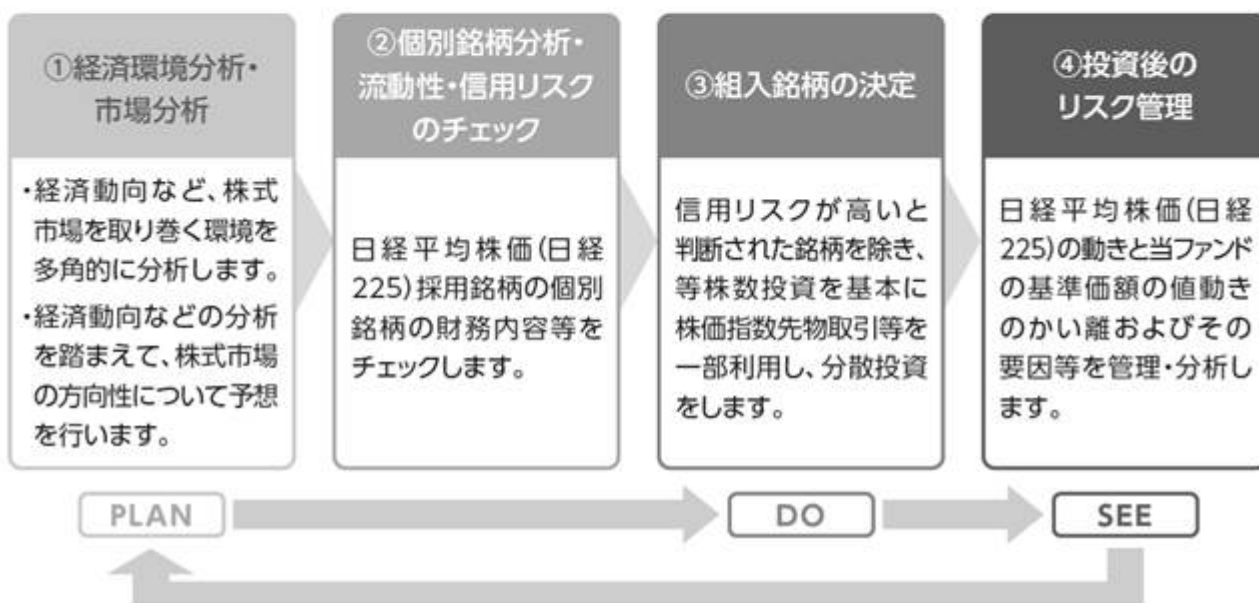 ①経済環境分析・
市場分析
・経済動向など、株式
市場を取り巻く環境を
多角的に分析します。
・経済動向などの分析
を踏まえて、株式市場
の方向性について予想
を行います。
②個別銘柄分析・
流動性・信用リスク
のチェック
日経平均株価(日経
225)採用銘柄の個別
銘柄の財務内容等を
チェックします。
③組入銘柄の決定
信用リスクが高いと
判断された銘柄を除き、
等株数投資を基本に
株価指数先物取引等を
一部利用し、分散投資
をします。
④投資後の
リスク管理
日経平均株価(日経
225)の動きと当ファンド
の基準価額の値動き
のかい離およびその
要因等を管理・分析し
ます。
PLAN
DO
SEE